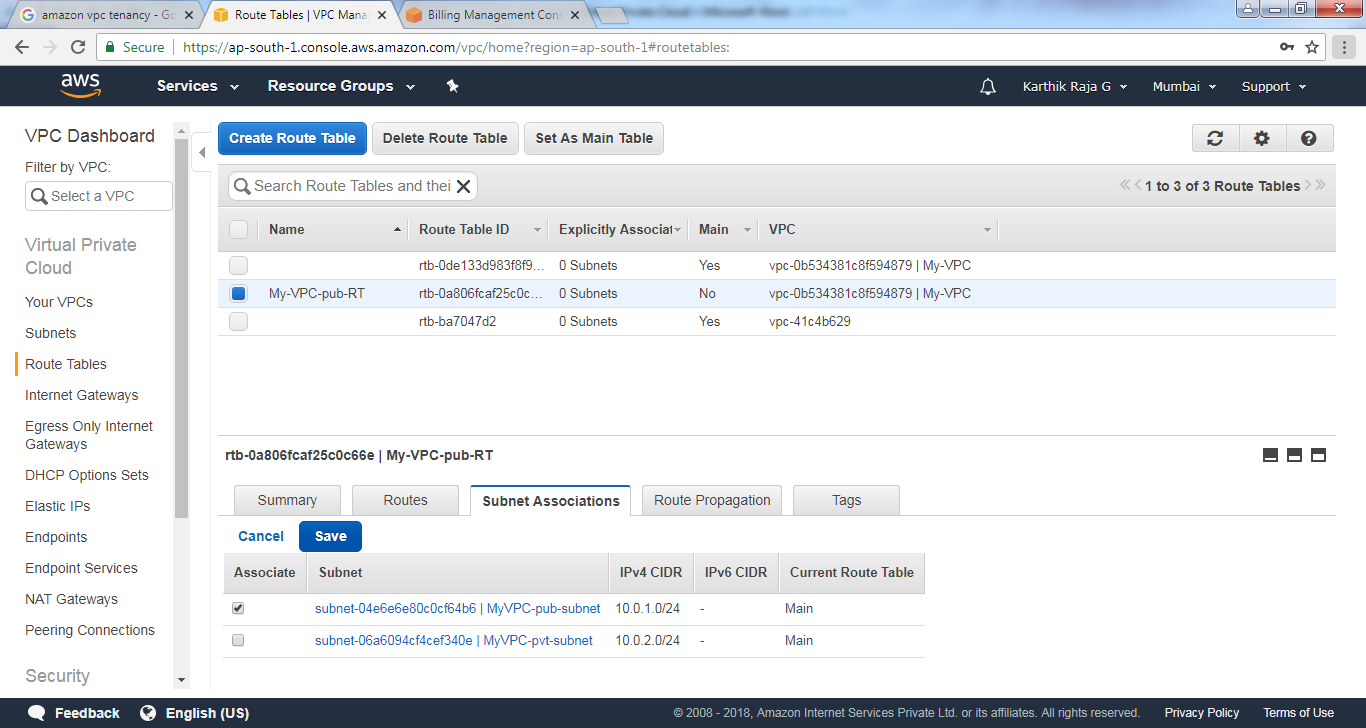 amazon vpc tenancy - Go
Route Tables | VPC Mana
Billing Management Con
Secure
https://ap-south-1.console.aws.amazon.com/vpc/home?region=ap-south-1#routetables:
aws
Services
Resource Groups
Karthik Raja G
Mumbai
Support
VPC Dashboard
Filter by VPC:
Select a VPC
Virtual Private
Cloud
Your VPCs
Subnets
Route Tables
Internet Gateways
Egress Only Internet
Gateways
DHCP Options Sets
Elastic IPs
Endpoints
Endpoint Services
NAT Gateways
Peering Connections
Security
Create Route Table
Delete Route Table
Set As Main Table
Search Route Tables and thei
1 to 3 of 3 Route Tables
Name Route Table ID Explicitly Associat Main VPC
rtb-0de133d983f8f9... 0 Subnets Yes vpc-0b534381c8f594879 | My-VPC
My-VPC-pub-RT rtb-0a806fcaf25c0c... 0 Subnets No vpc-0b534381c8f594879 | My-VPC
rtb-ba7047d2 0 Subnets Yes vpc-41c4b629
rtb-0a806fcaf25c0c66e | My-VPC-pub-RT
Summary
Routes
Subnet Associations
Route Propagation
Tags
Cancel
Save
Associate Subnet IPv4 CIDR IPv6 CIDR Current Route Table
subnet-04e6e6e80c0cf64b6 | MyVPC-pub-subnet 10.0.1.0/24 - Main
subnet-06a6094cf4cef340e | MyVPC-pvt-subnet 10.0.2.0/24 - Main
Feedback
English (US)
© 2008 - 2018, Amazon Internet Services Private Ltd. or its affiliates. All rights reserved.
Privacy Policy
Terms of Use